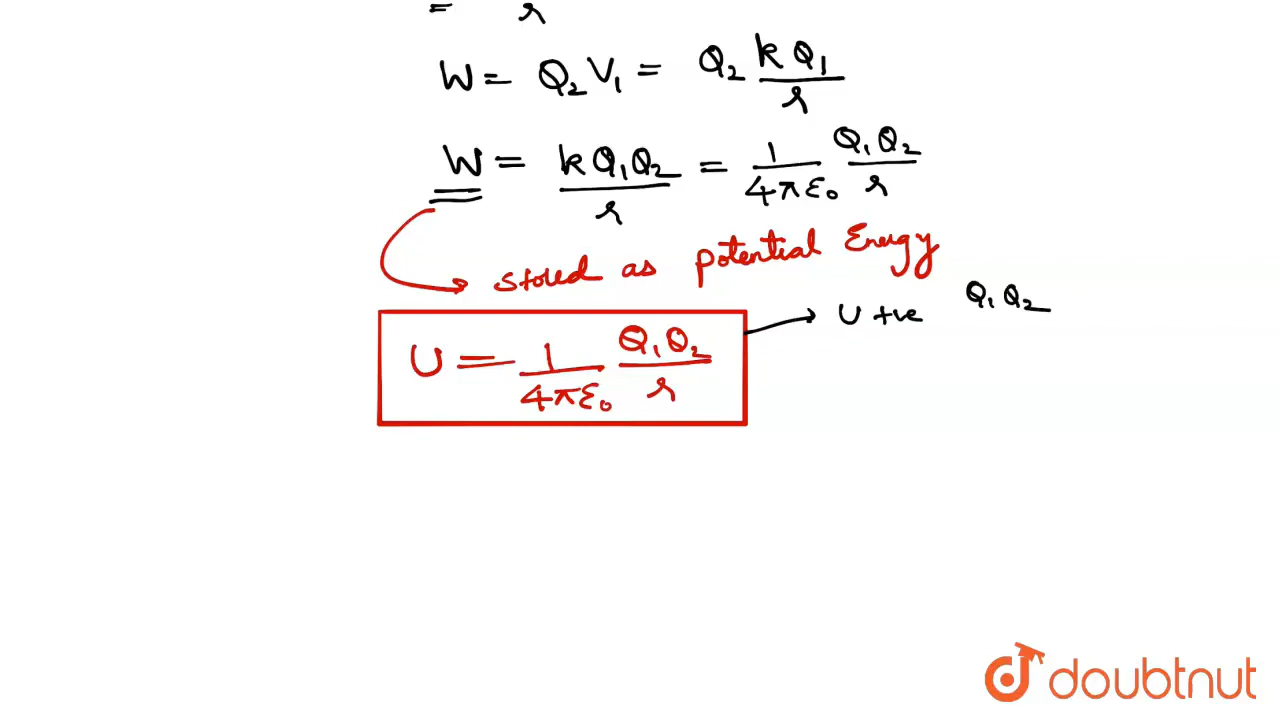 = r
W = Q₂V₁ = Q₂ kQ₁/r
W = kQ₁Q₂/r = 1/4πε₀ Q₁Q₂/r
stored as potential Energy
U = 1/4πε₀ Q₁Q₂/r
U +ve Q₁Q₂
doubtnut